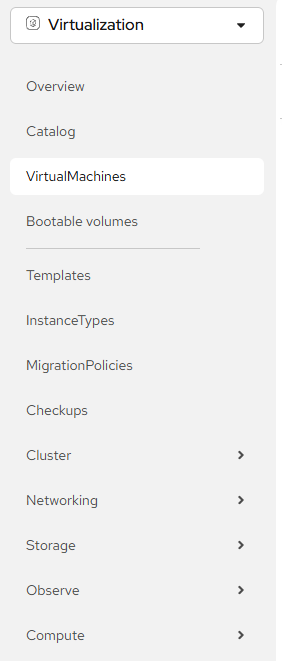 Virtualization
Overview
Catalog
VirtualMachines
Bootable volumes
Templates
InstanceTypes
MigrationPolicies
Checkups
Cluster
Networking
Storage
Observe
Compute